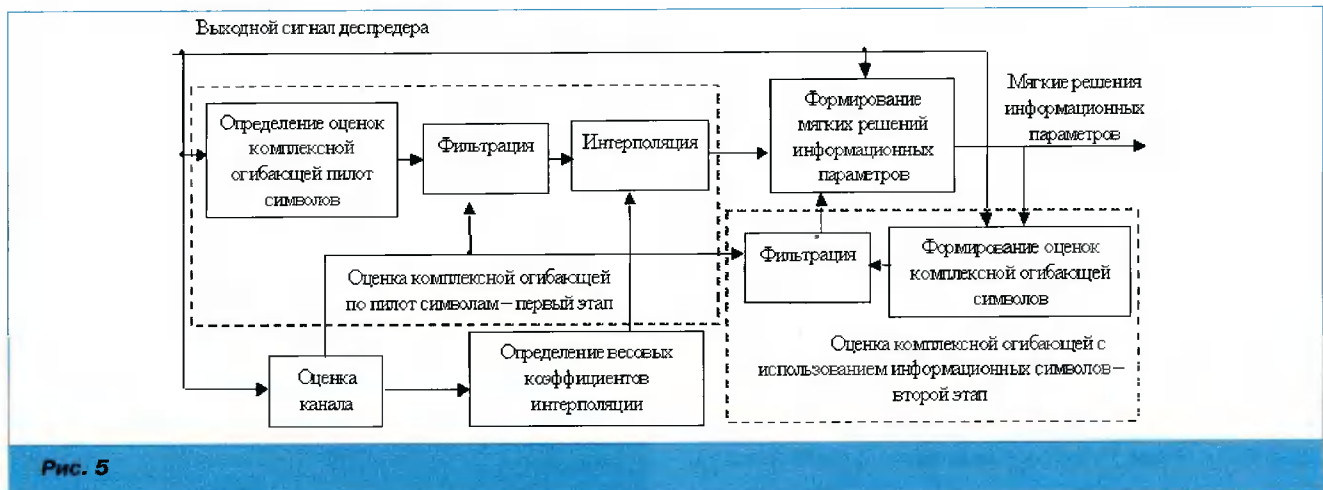 Выходной сигнал деспредера
Определение оценок
комплексной
огибающей пилот
символов
Фильтрация
Интерполяция
Формирование
мягких решений
информационных
параметров
Мягкие решения
информационных
параметров
Оценка комплексной огибающей
по пилот символам – первый этап
Фильтрация
Формирование оценок
комплексной огибающей
символов
Оценка комплексной огибающей с
использованием информационных символов –
второй этап
Оценка
канала
Определение весовых
коэффициентов
интерполяции
Рис. 5